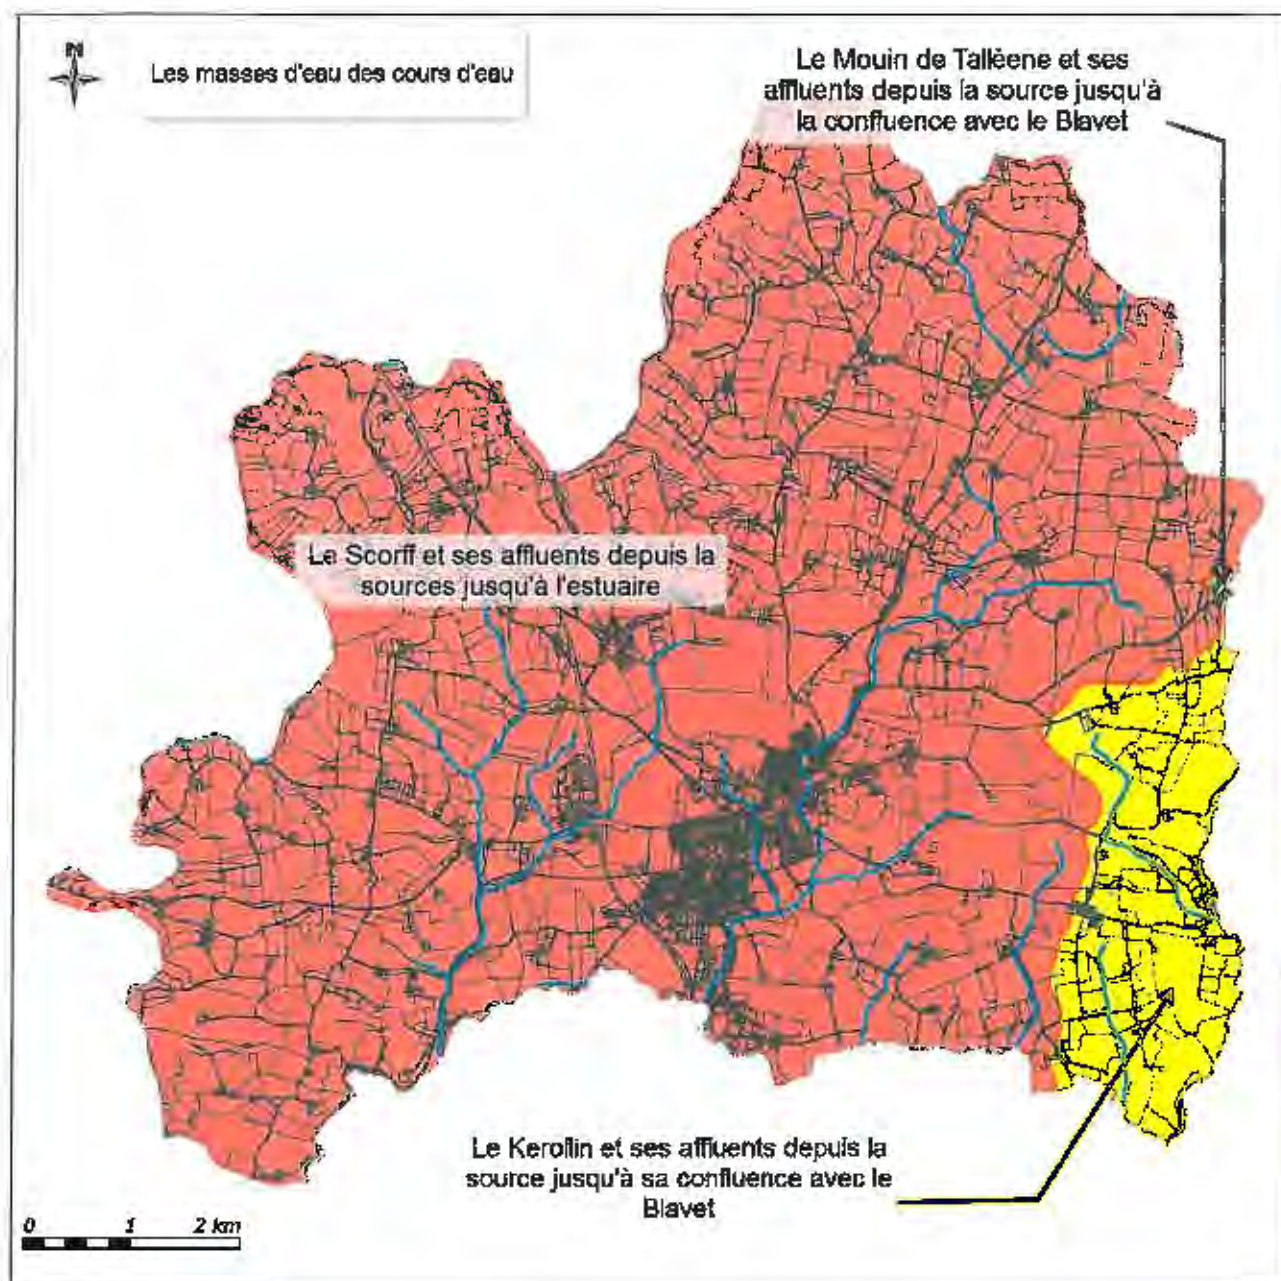 N
Les masses d'eau des cours d'eau
Le Mouin de Talléene et ses
affluents depuis la source jusqu'à
la confluence avec le Blavet
Le Scorff et ses affluents depuis la
sources jusqu'à l'estuaire
Le Kerollin et ses affluents depuis la
source jusqu'à sa confluence avec le
Blavet
0 1 2 km